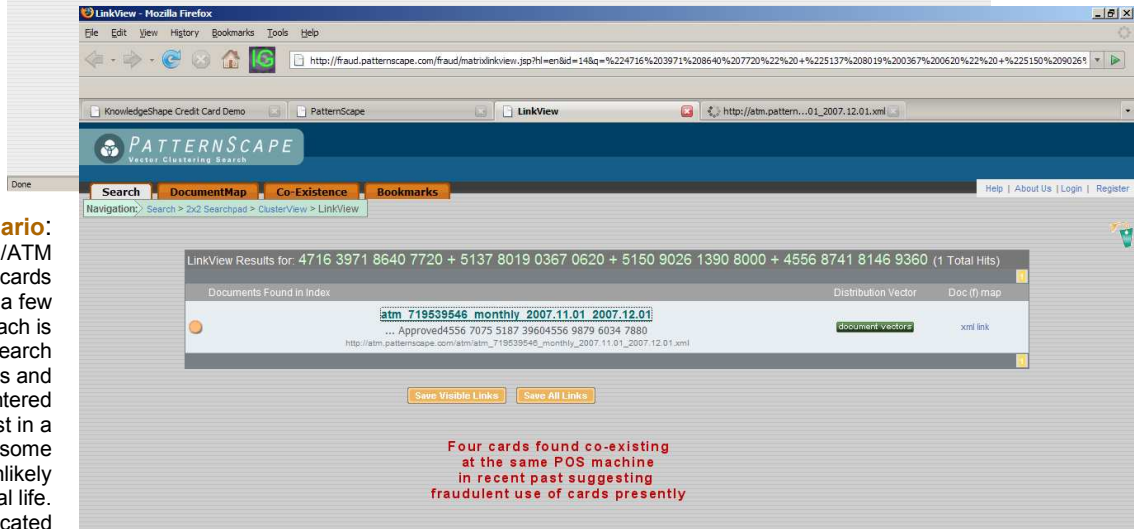 LinkView - Mozilla Firefox
File Edit View History Bookmarks Tools Help
http://fraud.patternscape.com/fraud/matrixlinkview.jsp?hl=en&id=14&q=%224716%203971%208640%207720%22%20+%225137%208019%200367%200620%22%20+%225150%209026%
KnowledgeShape Credit Card Demo PatternScape LinkView http://atm.pattern...01_2007.12.01.xml
PATTERNSCAPE
Vector Clustering Search
Done
Search DocumentMap Co-Existence Bookmarks
Help | About Us | Login | Register
Navigation: Search > 2x2 Searchpad > ClusterView > LinkView
ario:
/ATM
cards
a few
ach is
earch
s and
ntered
st in a
some
nlikely
al life.
cated
LinkView Results for: 4716 3971 8640 7720 + 5137 8019 0367 0620 + 5150 9026 1390 8000 + 4556 8741 8146 9360 (1 Total Hits)
1
Documents Found in Index Distribution Vector Doc (f) map
atm_719539546_monthly_2007.11.01_2007.12.01
... Approved4556 7075 5187 39604556 9879 6034 7880
http://atm.patternscape.com/atm/atm_719539546_monthly_2007.11.01_2007.12.01.xml
document vectors
xml link
1
Save Visible Links Save All Links
Four cards found co-existing
at the same POS machine
in recent past suggesting
fraudulent use of cards presently